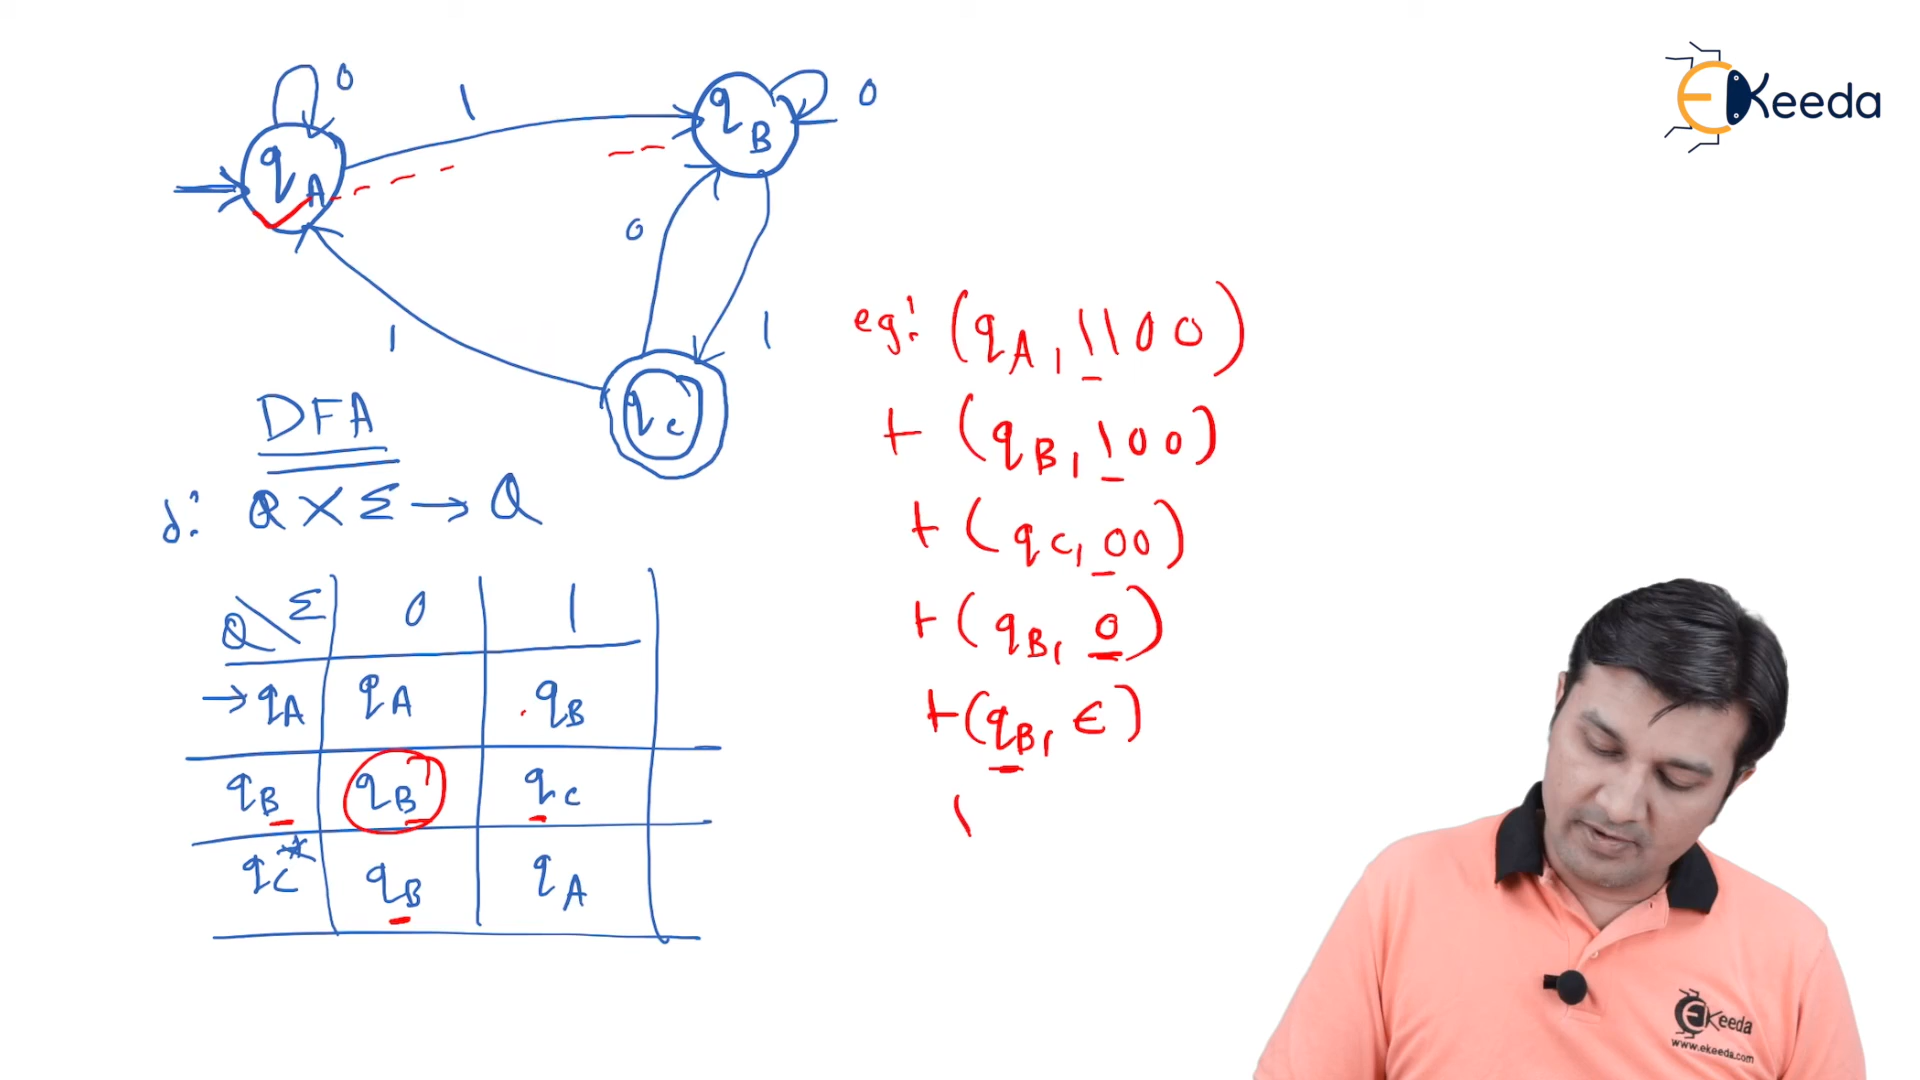 0
1
qB
0
Ekeeda
qA
0
1
1
qC
DFA
δ: Q X Σ → Q
Q \ Σ 0 1
→ qA qA qB
qB qB qC
qC* qB qA
eg: (qA, 1100)
⊢ (qB, 100)
⊢ (qC, 00)
⊢ (qB, 0)
⊢ (qB, ϵ)
Ekeeda
www.ekeeda.com